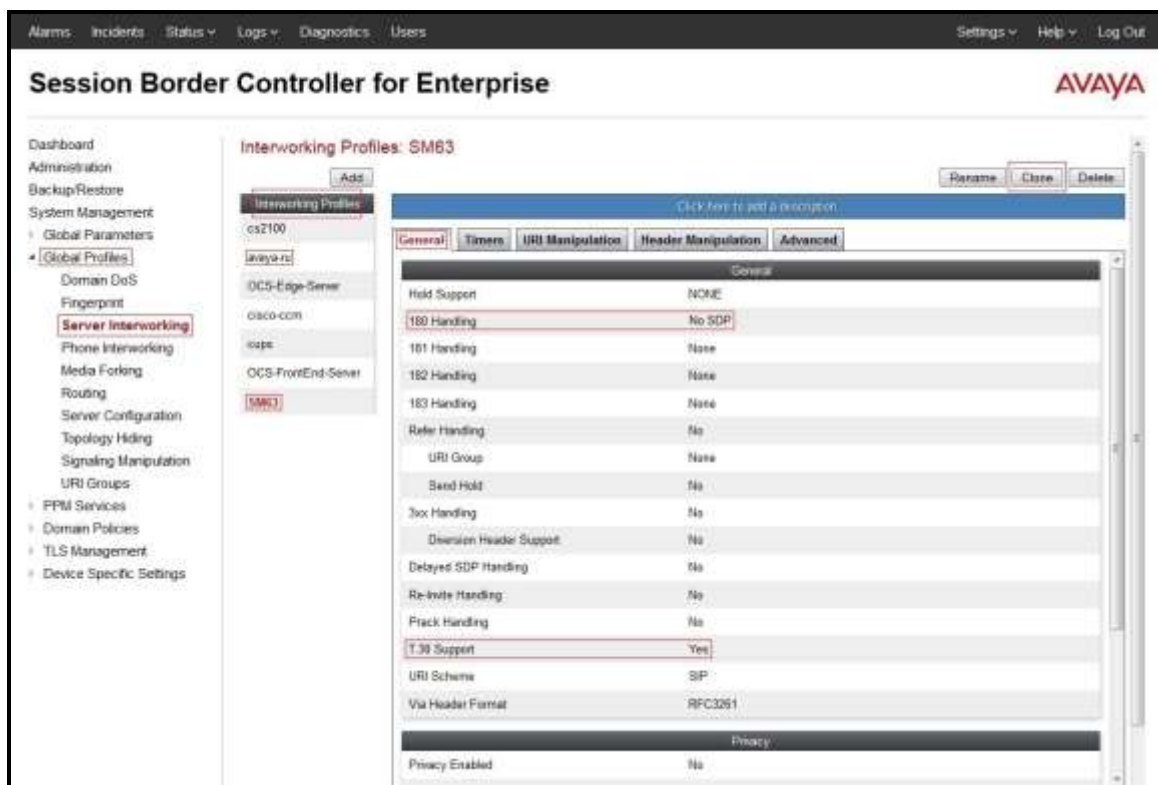 Alarms Incidents Status Logs Diagnostics Users Settings Help Log Out
Session Border Controller for Enterprise
AVAYA
Dashboard
Administration
Backup/Restore
System Management
Global Parameters
Global Profiles
Domain DoS
Fingerprint
Server Interworking
Phone Interworking
Media Forking
Routing
Server Configuration
Topology Hiding
Signaling Manipulation
URI Groups
PPM Services
Domain Policies
TLS Management
Device Specific Settings
Interworking Profiles: SM63
Add
Rename Clone Delete
Interworking Profiles
cs2100
avaya-ru
OCS-Edge-Server
cisco-ccm
cups
OCS-FrontEnd-Server
SM63
Click here to add a description.
General Timers URI Manipulation Header Manipulation Advanced
General
Hold Support NONE
180 Handling No SDP
181 Handling None
182 Handling None
183 Handling None
Refer Handling No
URI Group None
Send Hold No
3xx Handling No
Diversion Header Support No
Delayed SDP Handling No
Re-Invite Handling No
Prack Handling No
T.38 Support Yes
URI Scheme SIP
Via Header Format RFC3261
Privacy
Privacy Enabled No